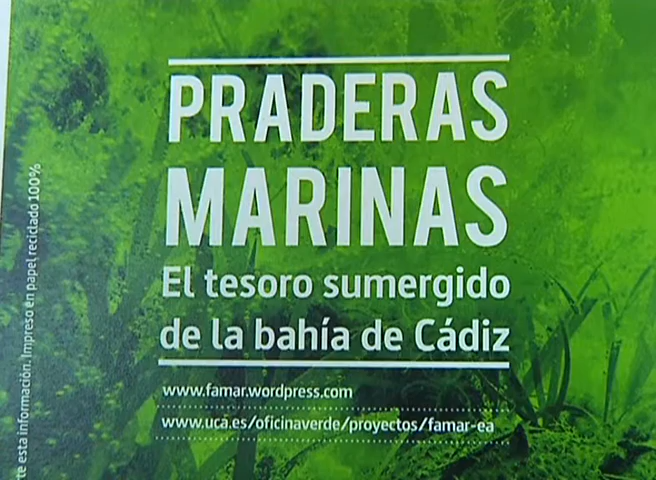 PRADERAS
MARINAS
El tesoro sumergido
de la bahía de Cádiz
www.famar.wordpress.com
www.uca.es/oficinaverde/proyectos/famar-ea
esta información. Impreso en papel reciclado 100%